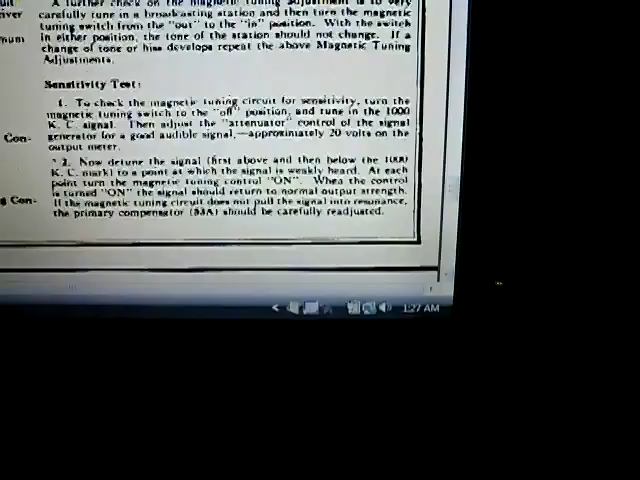 A further check on the magnetic tuning adjustment is to very
carefully tune in a broadcasting station and then turn the magnetic
tuning switch from the "out" to the "in" position. With the switch
in either position, the tone of the station should not change. If a
change of tone or hiss develops repeat the above Magnetic Tuning
Adjustments.
Sensitivity Test:
1. To check the magnetic tuning circuit for sensitivity, turn the
magnetic tuning switch to the "off" position, and tune in the 1000
K. C. signal. Then adjust the "attenuator" control of the signal
Con- generator for a good audible signal,—approximately 20 volts on the
output meter.
2. Now detune the signal (first above and then below the 1000
K. C. mark) to a point at which the signal is weakly heard. At each
point turn the magnetic tuning control "ON". When the control
is turned "ON" the signal should return to normal output strength.
Con- If the magnetic tuning circuit does not pull the signal into resonance,
the primary compensator (83A) should be carefully readjusted.
1:27 AM